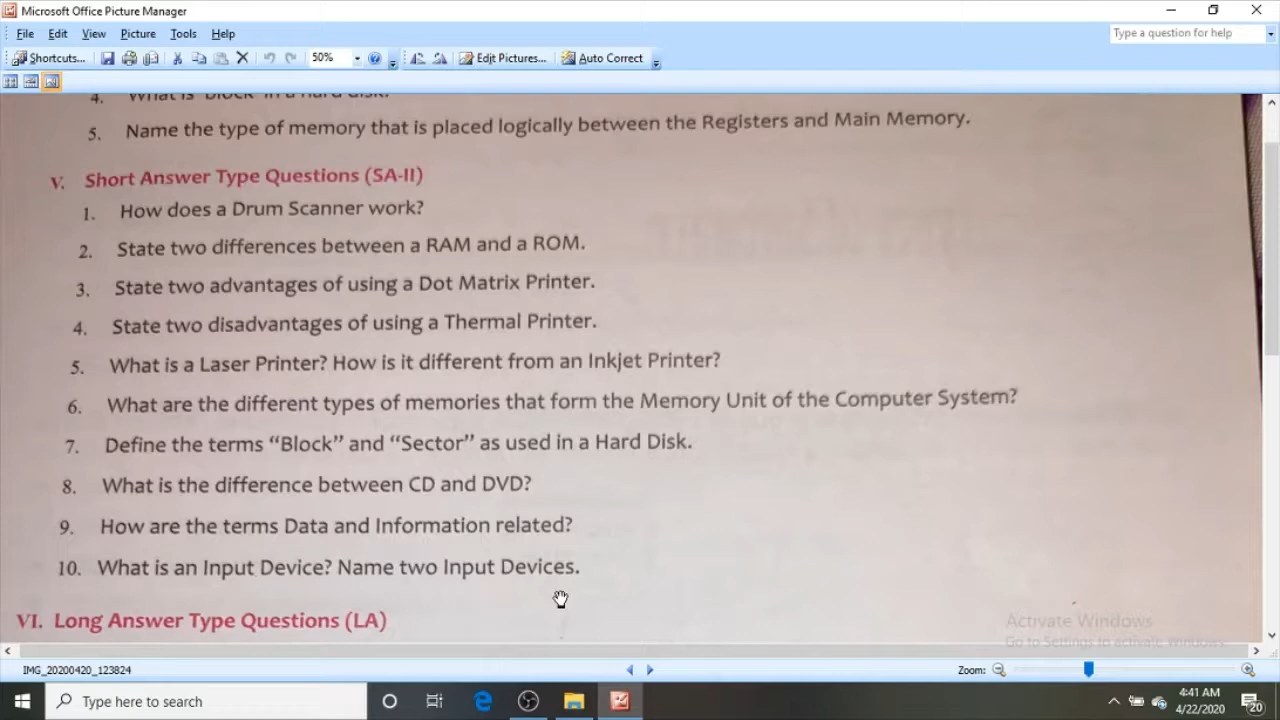 Microsoft Office Picture Manager
File Edit View Picture Tools Help
Type a question for help
Shortcuts... 50% Edit Pictures... Auto Correct
4. What is "Block" in a hard disk?
5. Name the type of memory that is placed logically between the Registers and Main Memory.
V. Short Answer Type Questions (SA-II)
1. How does a Drum Scanner work?
2. State two differences between a RAM and a ROM.
3. State two advantages of using a Dot Matrix Printer.
4. State two disadvantages of using a Thermal Printer.
5. What is a Laser Printer? How is it different from an Inkjet Printer?
6. What are the different types of memories that form the Memory Unit of the Computer System?
7. Define the terms "Block" and "Sector" as used in a Hard Disk.
8. What is the difference between CD and DVD?
9. How are the terms Data and Information related?
10. What is an Input Device? Name two Input Devices.
VI. Long Answer Type Questions (LA)
Activate Windows
Go to Settings to activate Windows.
IMG_20200420_123824
Zoom:
Type here to search
4:41 AM
4/22/2020
20